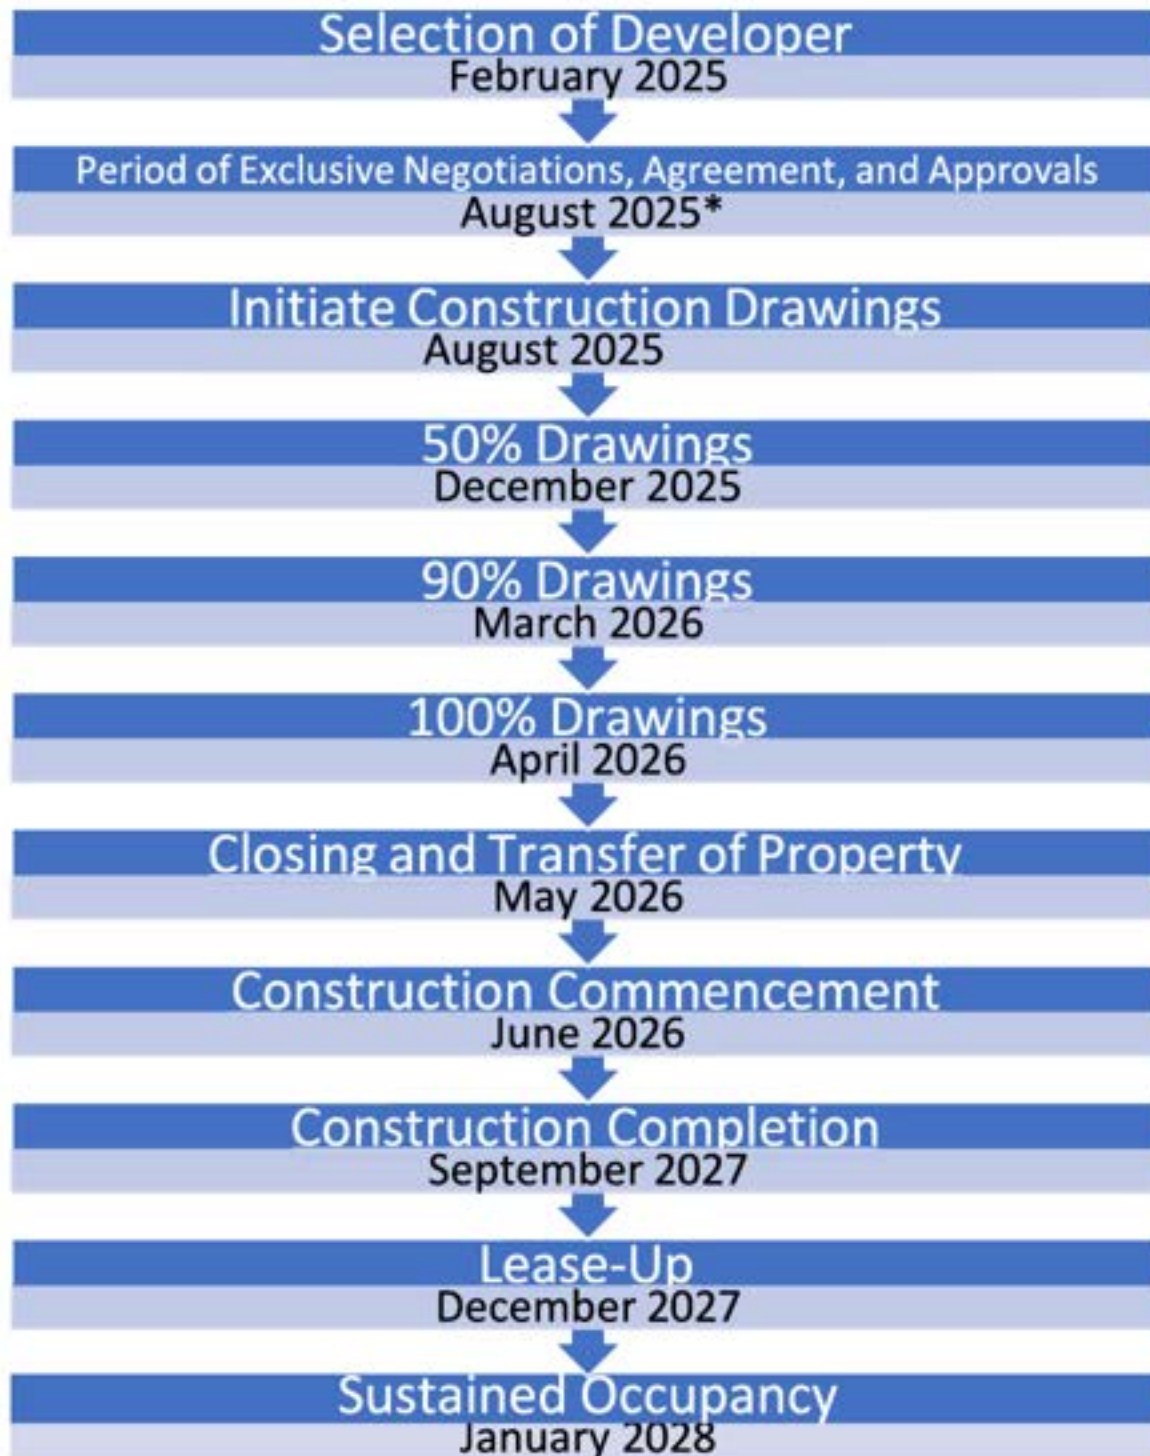 Selection of Developer
February 2025
Period of Exclusive Negotiations, Agreement, and Approvals
August 2025*
Initiate Construction Drawings
August 2025
50% Drawings
December 2025
90% Drawings
March 2026
100% Drawings
April 2026
Closing and Transfer of Property
May 2026
Construction Commencement
June 2026
Construction Completion
September 2027
Lease-Up
December 2027
Sustained Occupancy
January 2028